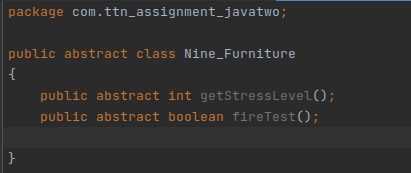 package com.ttn_assignment_javatwo;
public abstract class Nine_Furniture
{
    public abstract int getStressLevel();
    public abstract boolean fireTest();
}